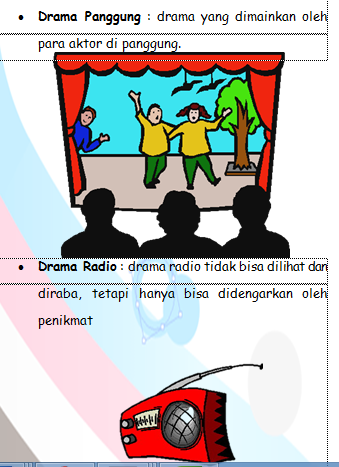 • Drama Panggung : drama yang dimainkan oleh
para aktor di panggung.
• Drama Radio : drama radio tidak bisa dilihat dan
diraba, tetapi hanya bisa didengarkan oleh
penikmat